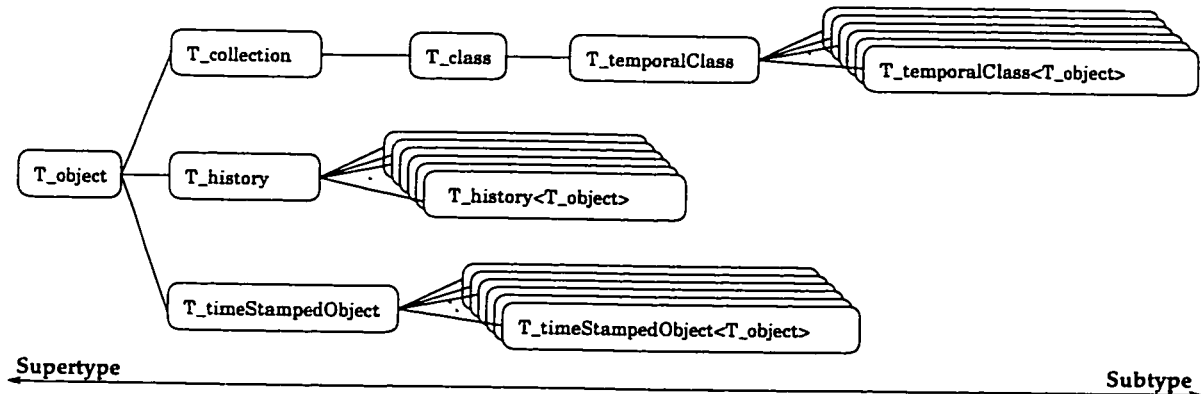 T_collection
T_class
T_temporalClass
T_temporalClass<T_object>
T_object
T_history
T_history<T_object>
T_timeStampedObject
T_timeStampedObject<T_object>
Supertype
Subtype